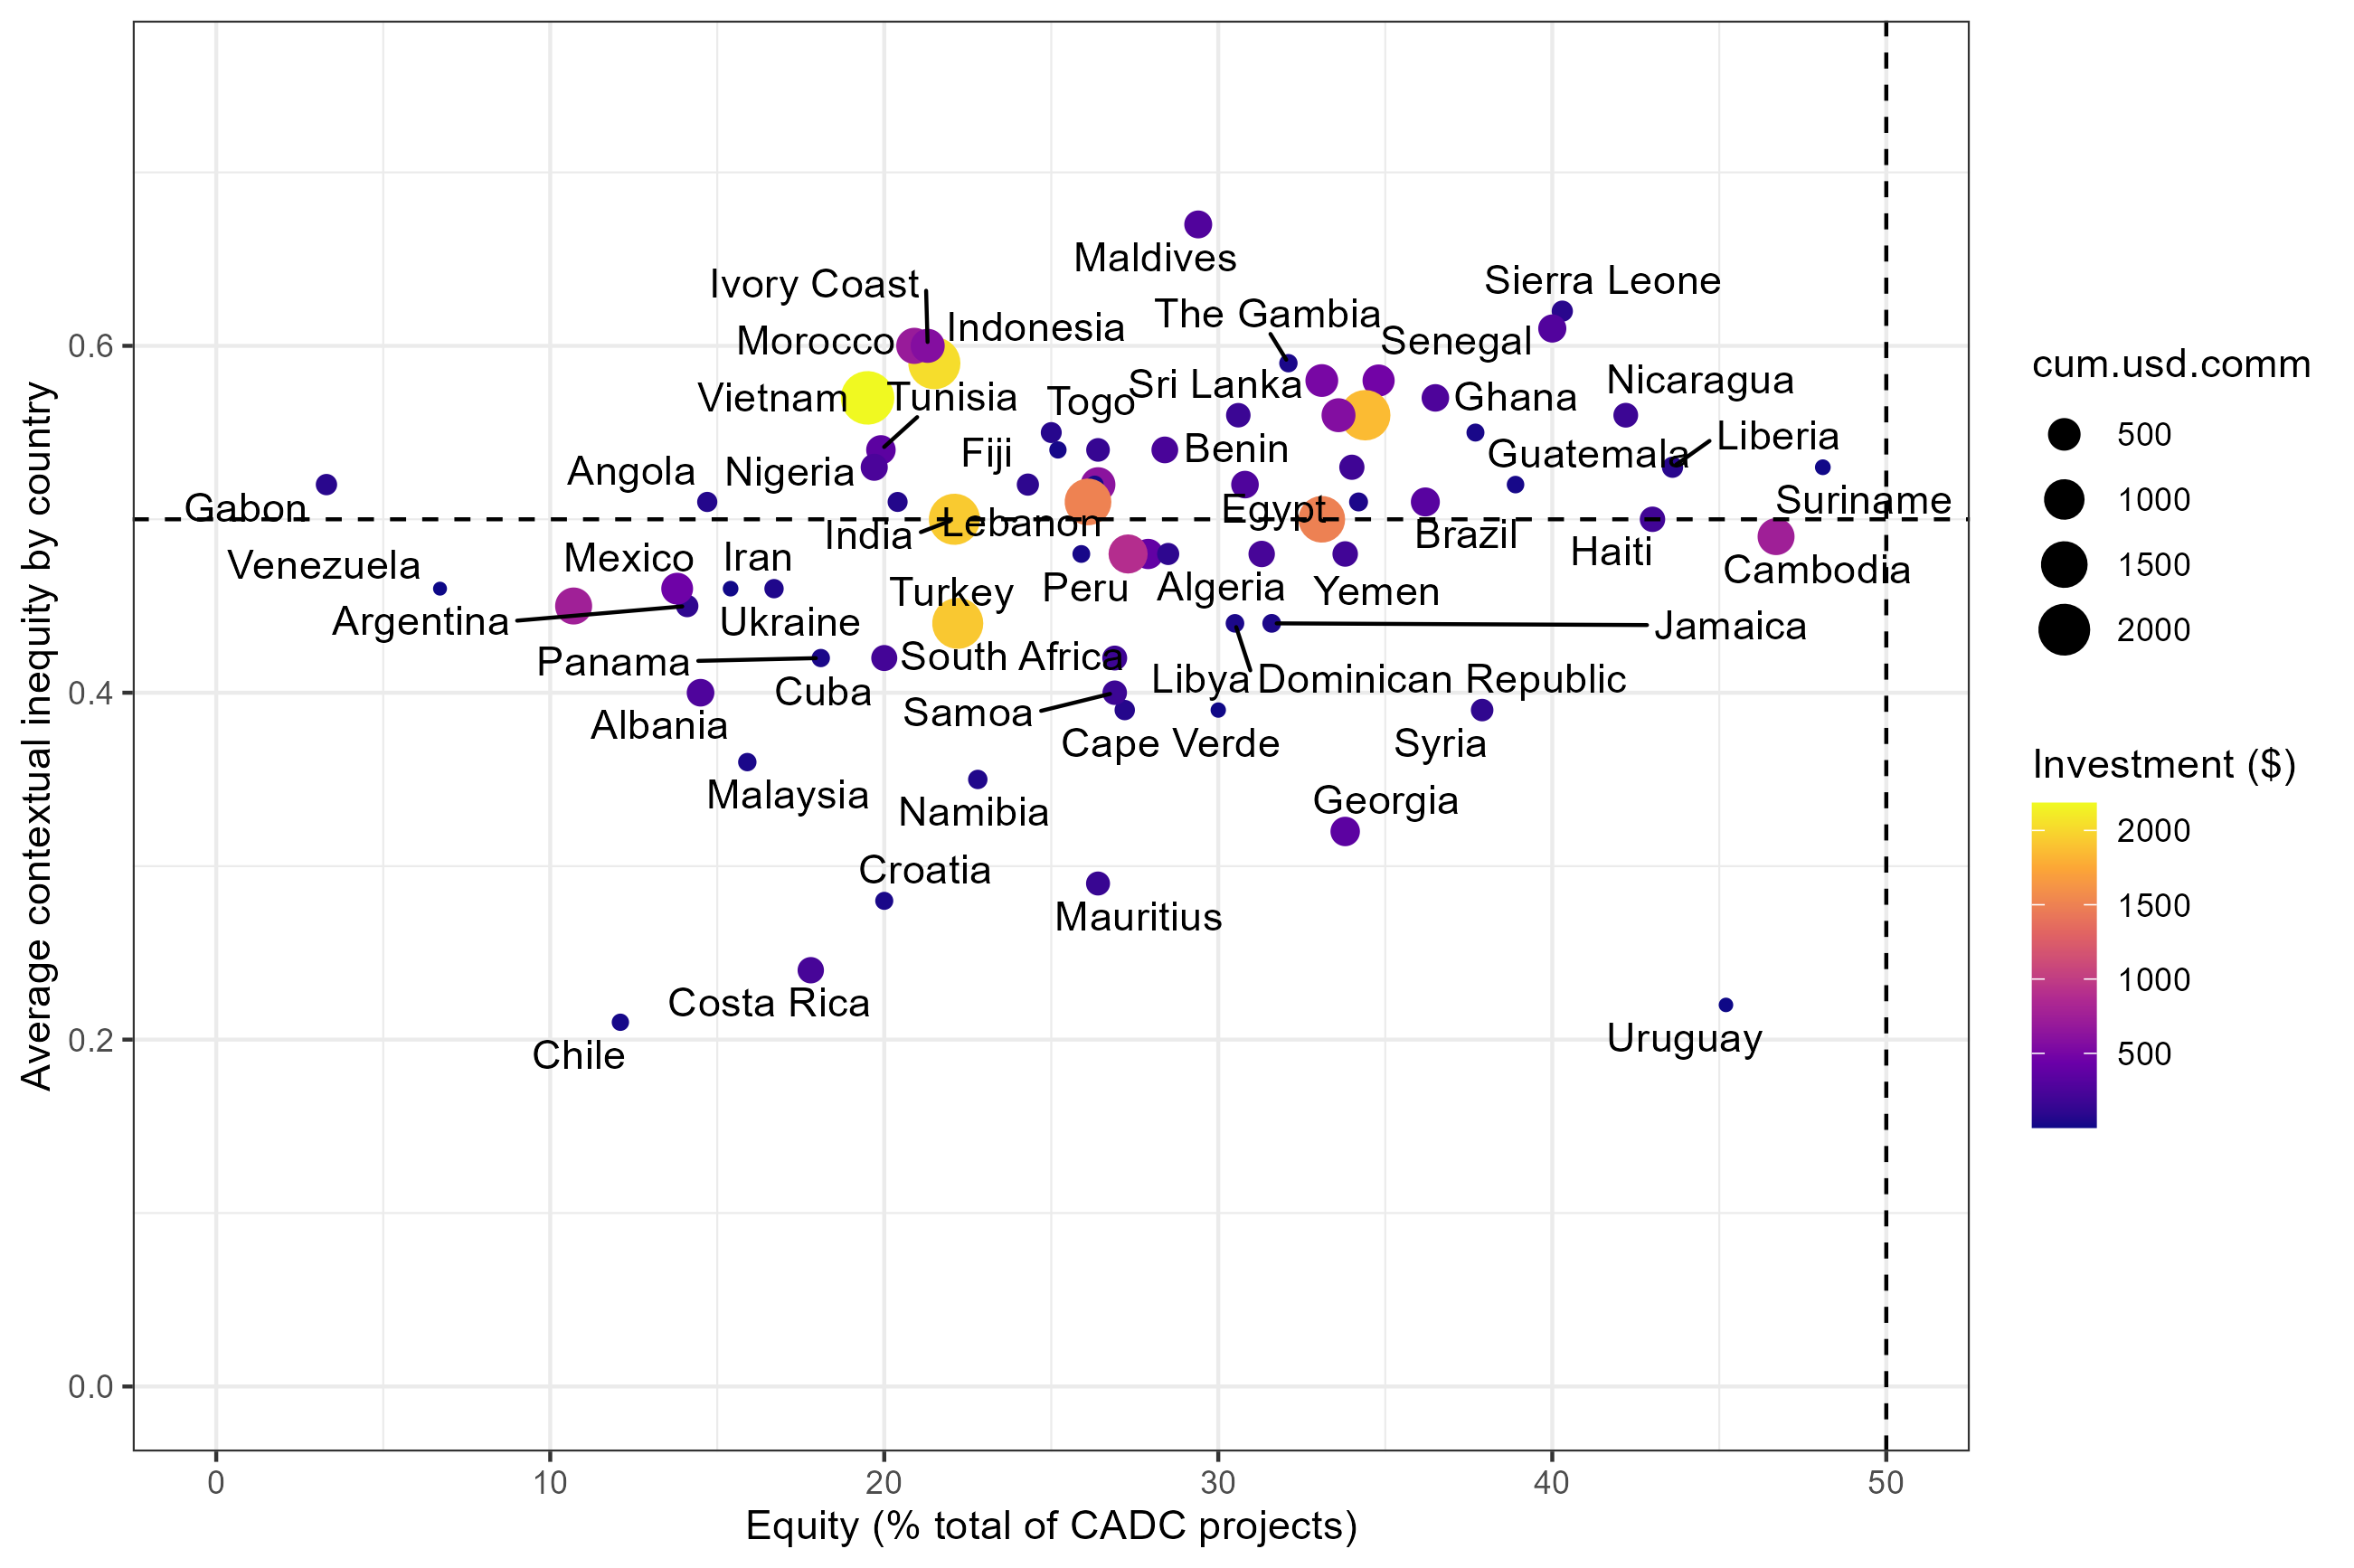 Maldives
Ivory Coast
Sierra Leone
The Gambia
Indonesia
Morocco
Senegal
0.6
Vietnam
Tunisia
Togo
Sri Lanka
Ghana
Nicaragua
Liberia
Fiji
Benin
Guatemala
Angola
Nigeria
Suriname
Gabon
India
Lebanon
Egypt
Brazil
Haiti
Cambodia
Venezuela
Mexico
Iran
Turkey
Peru
Algeria
Yemen
Argentina
Ukraine
Jamaica
Panama
South Africa
Cuba
Libya
Dominican Republic
0.4
Albania
Samoa
Cape Verde
Syria
Malaysia
Namibia
Georgia
Croatia
Mauritius
Costa Rica
Uruguay
0.2
Chile
0.0
0 10 20 30 40 50
Equity (% total of CADC projects)
Average contextual inequity by country
cum.usd.comm
500
1000
1500
2000
Investment ($)
2000
1500
1000
500